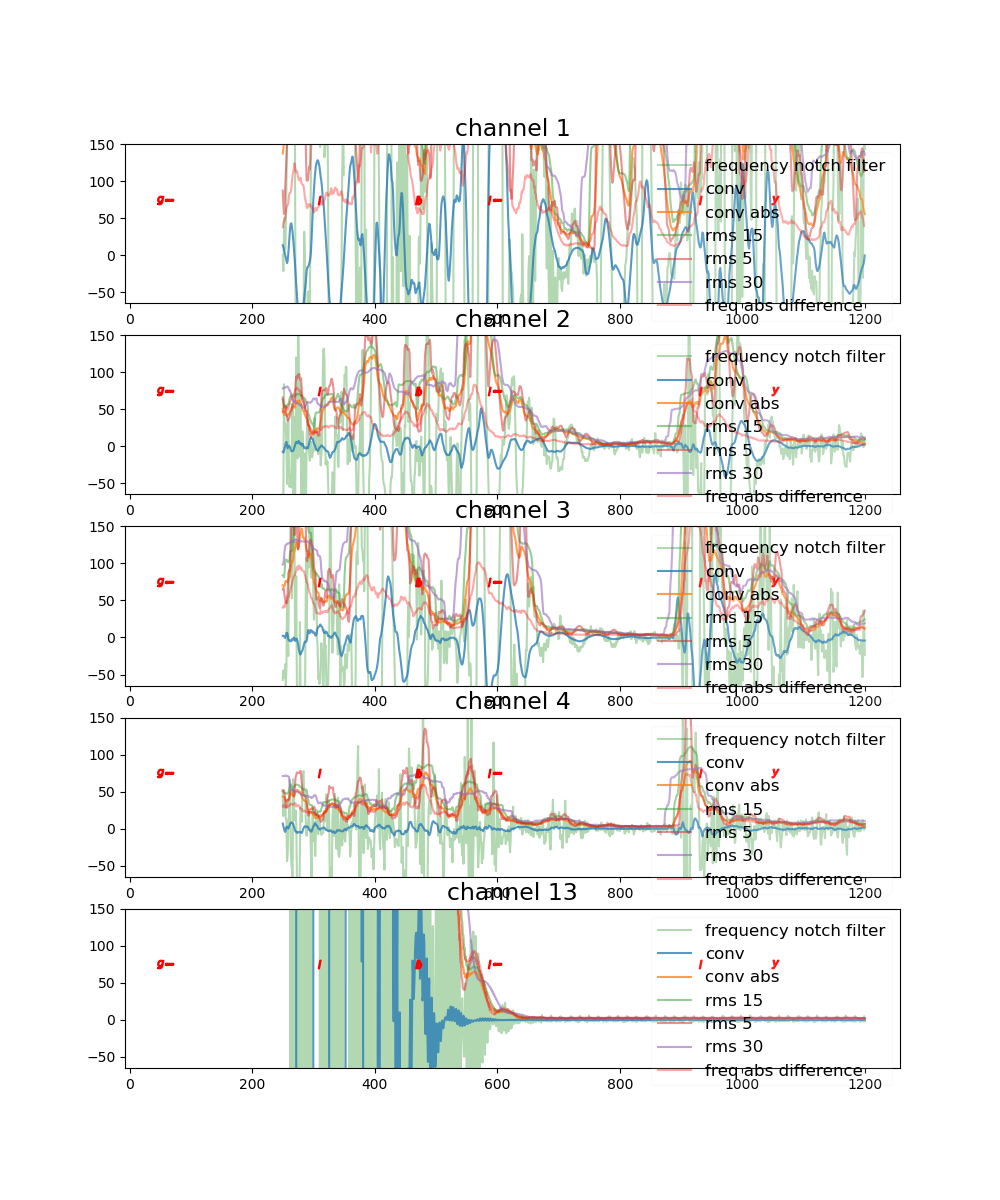 channel 1
150
100
50
0
−50
g
l
l
l
y
frequency notch filter
conv
conv abs
rms 15
rms 5
rms 30
freq abs difference
0 200 400 600 800 1000 1200
channel 2
150
100
50
0
−50
g
l
l
l
y
frequency notch filter
conv
conv abs
rms 15
rms 5
rms 30
freq abs difference
0 200 400 600 800 1000 1200
channel 3
150
100
50
0
−50
g
l
l
l
y
frequency notch filter
conv
conv abs
rms 15
rms 5
rms 30
freq abs difference
0 200 400 600 800 1000 1200
channel 4
150
100
50
0
−50
g
l
l
l
y
frequency notch filter
conv
conv abs
rms 15
rms 5
rms 30
freq abs difference
0 200 400 600 800 1000 1200
channel 13
150
100
50
0
−50
g
l
l
l
y
frequency notch filter
conv
conv abs
rms 15
rms 5
rms 30
freq abs difference
0 200 400 600 800 1000 1200